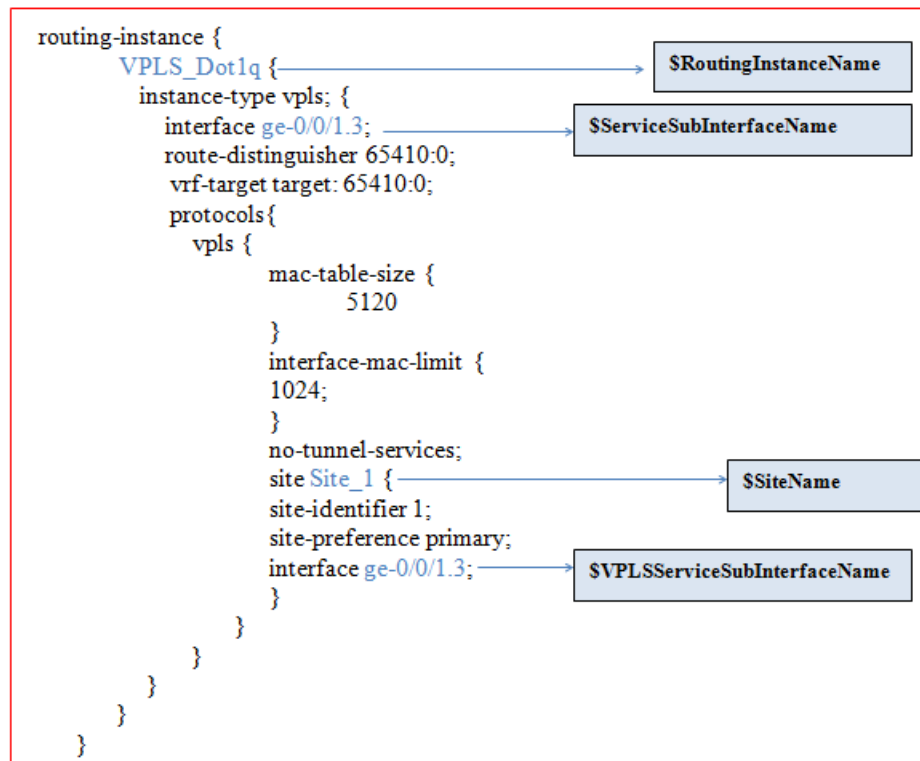 routing-instance {
VPLS_Dot1q { $RoutingInstanceName
instance-type vpls; {
interface ge-0/0/1.3; $ServiceSubInterfaceName
route-distinguisher 65410:0;
vrf-target target: 65410:0;
protocols{
vpls {
mac-table-size {
5120
}
interface-mac-limit {
1024;
}
no-tunnel-services;
site Site_1 { $SiteName
site-identifier 1;
site-preference primary;
interface ge-0/0/1.3; $VPLSServiceSubInterfaceName
}
}
}
}
}
}